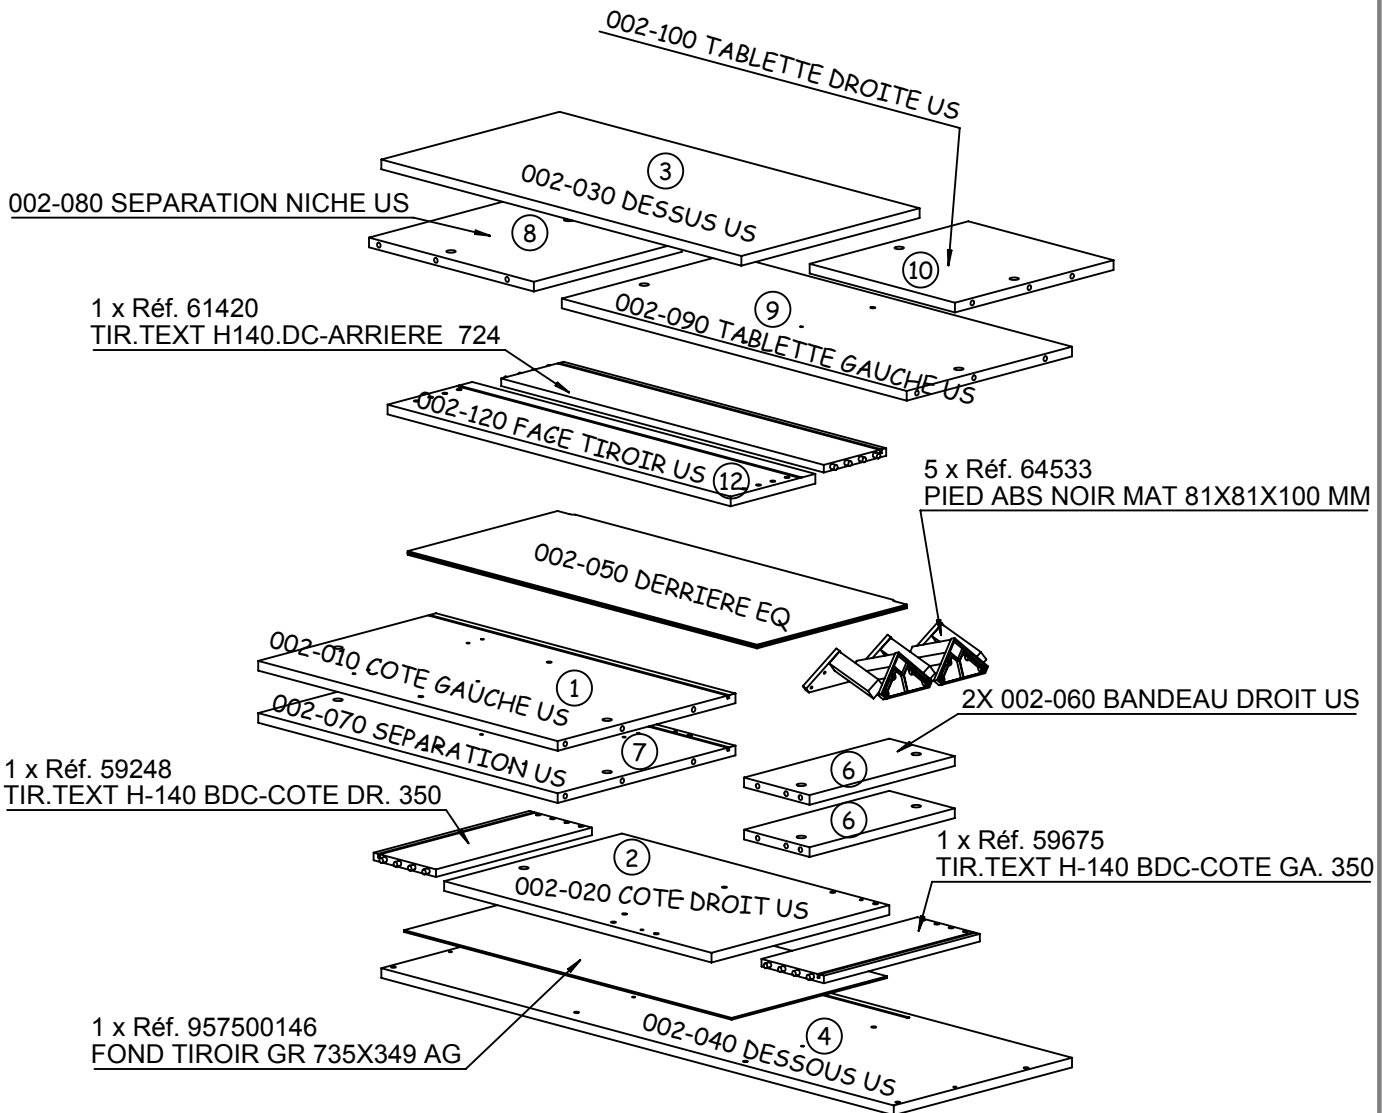 002-100 TABLETTE DROITE US
3
002-030 DESSUS US
002-080 SEPARATION NICHE US
8
10
1 x Réf. 61420
TIR.TEXT H140.DC-ARRIERE 724
9
002-090 TABLETTE GAUCHE US
002-120 FACE TIROIR US
12
5 x Réf. 64533
PIED ABS NOIR MAT 81X81X100 MM
002-050 DERRIERE EQ
002-010 COTE GAUCHE US
1
002-070 SEPARATION US
7
2X 002-060 BANDEAU DROIT US
6
6
1 x Réf. 59248
TIR.TEXT H-140 BDC-COTE DR. 350
2
002-020 COTE DROIT US
1 x Réf. 59675
TIR.TEXT H-140 BDC-COTE GA. 350
1 x Réf. 957500146
FOND TIROIR GR 735X349 AG
4
002-040 DESSOUS US